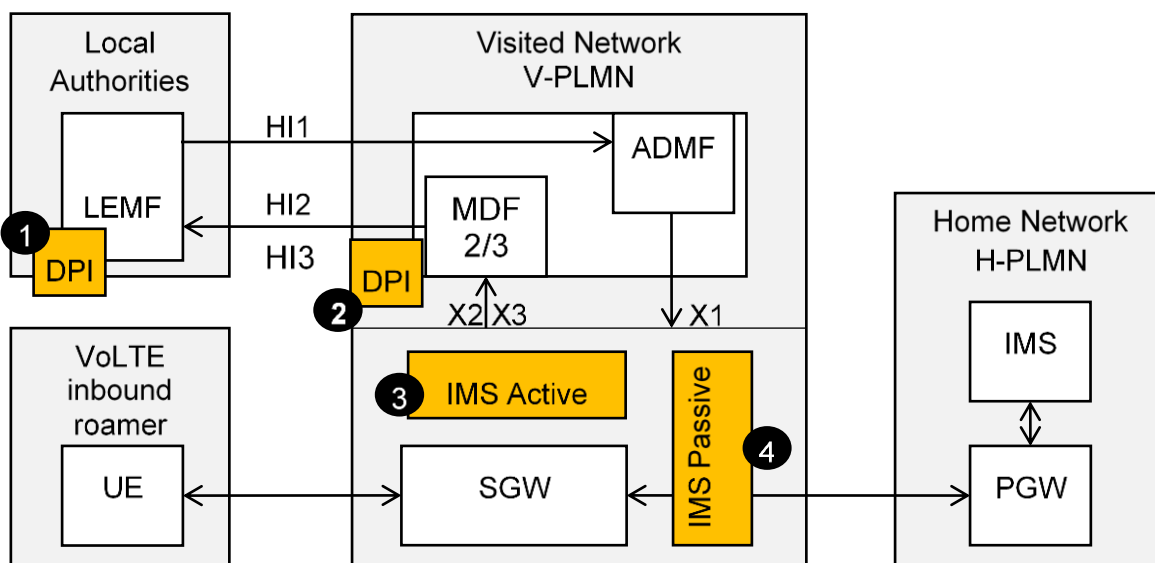 Local
Authorities
LEMF
1
DPI
HI1
HI2
HI3
Visited Network
V-PLMN
ADMF
MDF
2/3
DPI
2
X2
X3
X1
3
IMS Active
IMS Passive
4
SGW
VoLTE
inbound
roamer
UE
Home Network
H-PLMN
IMS
PGW